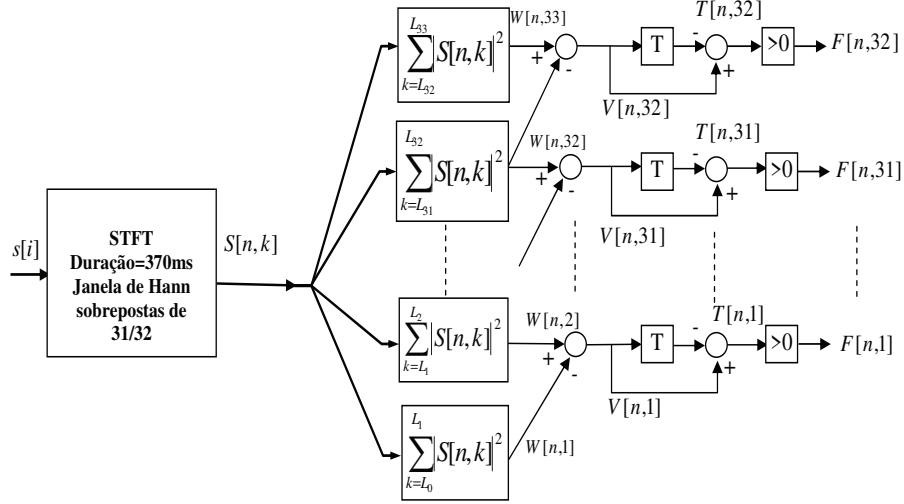 s[i]
STFT
Duração=370ms
Janela de Hann
sobrepostas de
31/32
S[n,k]
L33 ∑ k=L32 |S[n,k]|²
W[n,33]
+
-
T
-
T[n,32]
+
>0
F[n,32]
V[n,32]
L32 ∑ k=L31 |S[n,k]|²
W[n,32]
+
-
T
-
T[n,31]
+
>0
F[n,31]
V[n,31]
L2 ∑ k=L1 |S[n,k]|²
W[n,2]
+
-
T
-
T[n,1]
+
>0
F[n,1]
V[n,1]
L1 ∑ k=L0 |S[n,k]|²
W[n,1]